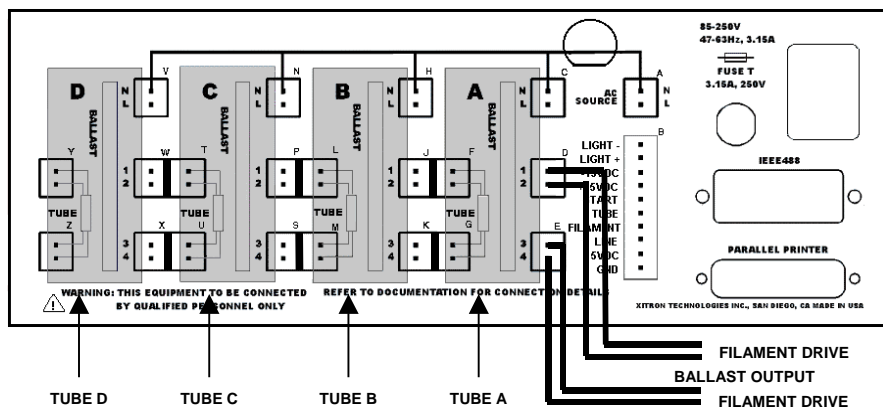 85-250V
47-63Hz, 3.15A
FUSE T
3.15A, 250V
V
N
H
C
A
D
C
B
A
N
L
N
L
N
L
N
L
AC
SOURCE
N
L
BALLAST
BALLAST
BALLAST
BALLAST
B
Y
W
T
P
L
J
F
D
1
2
1
2
1
2
1
2
TUBE
TUBE
TUBE
TUBE
Z
X
U
S
M
K
G
E
3
4
3
4
3
4
3
4
LIGHT -
LIGHT +
TUBE
FILAMENT
LINE
5VDC
GND
IEEE488
PARALLEL PRINTER
WARNING: THIS EQUIPMENT TO BE CONNECTED
BY QUALIFIED PERSONNEL ONLY
REFER TO DOCUMENTATION FOR CONNECTION DETAILS
XITRON TECHNOLOGIES INC., SAN DIEGO, CA MADE IN USA
FILAMENT DRIVE
BALLAST OUTPUT
FILAMENT DRIVE
TUBE D
TUBE C
TUBE B
TUBE A